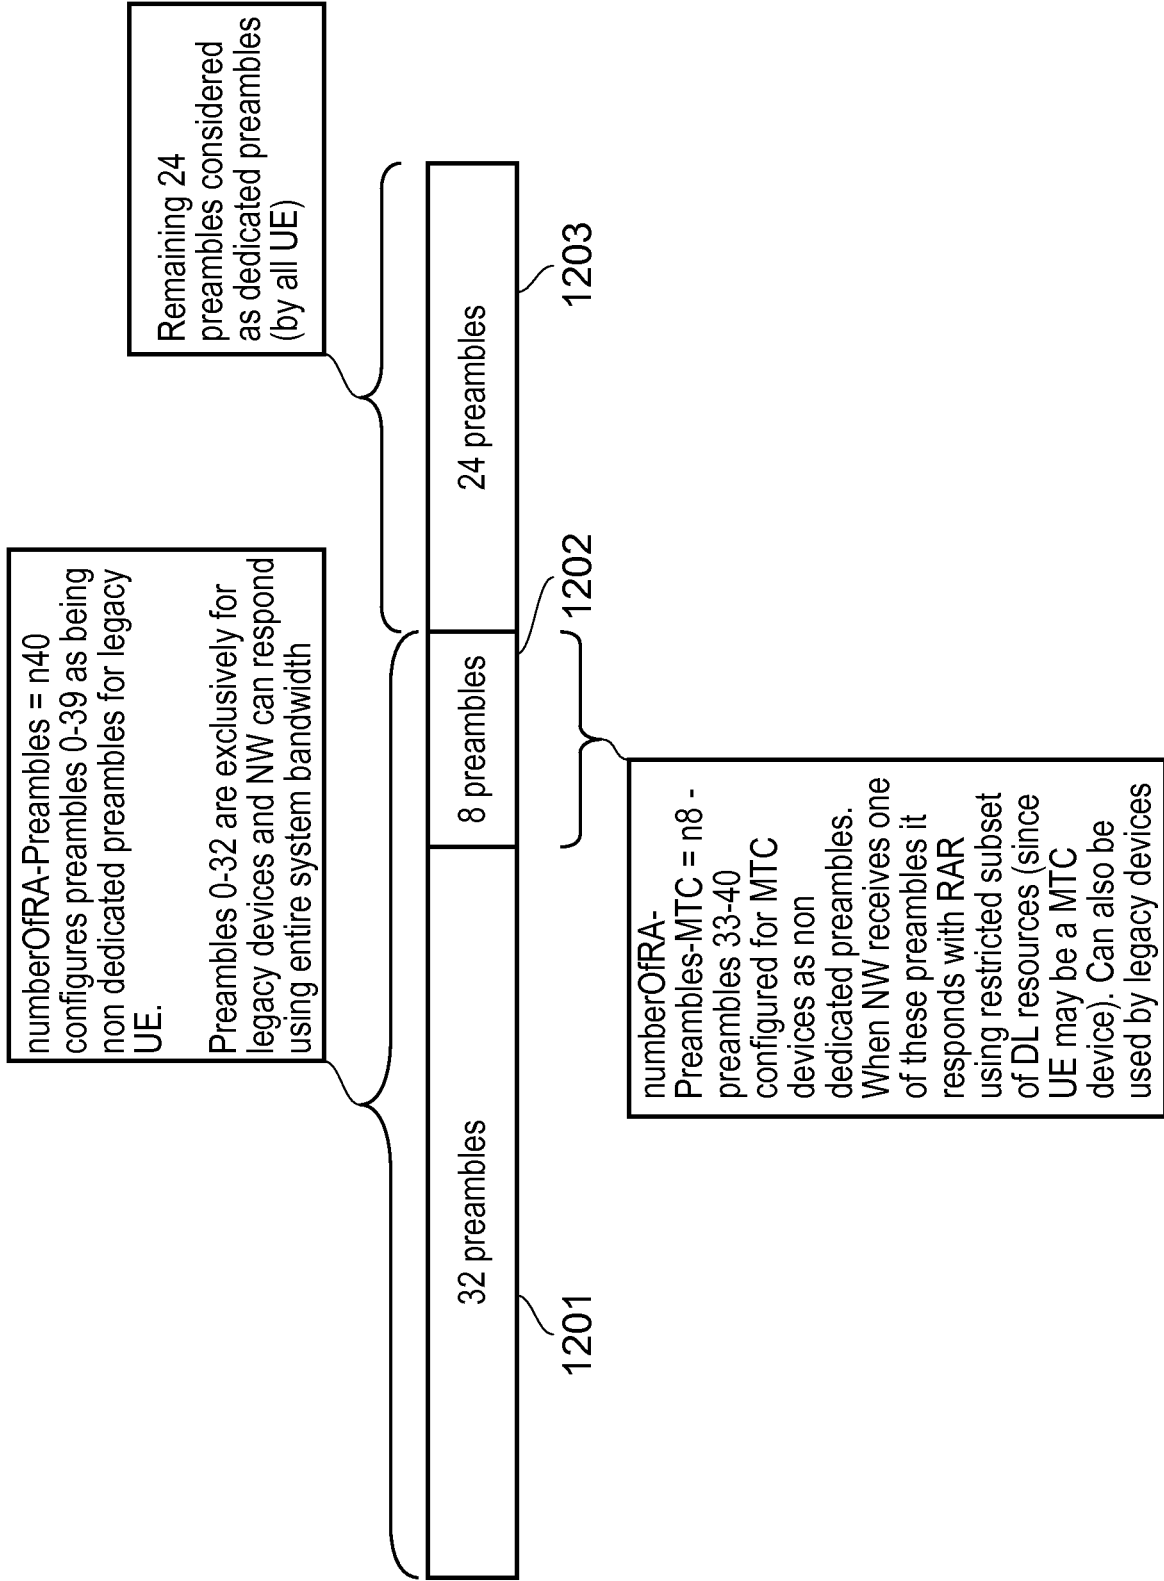 numberOfRA-Preambles = n40
configures preambles 0-39 as being
non dedicated preambles for legacy
UE.
Preambles 0-32 are exclusively for
legacy devices and NW can respond
using entire system bandwidth
Remaining 24
preambles considered
as dedicated preambles
(by all UE)
32 preambles
8 preambles
24 preambles
1201
1202
1203
numberOfRA-
Preambles-MTC = n8 -
preambles 33-40
configured for MTC
devices as non
dedicated preambles.
When NW receives one
of these preambles it
responds with RAR
using restricted subset
of DL resources (since
UE may be a MTC
device). Can also be
used by legacy devices